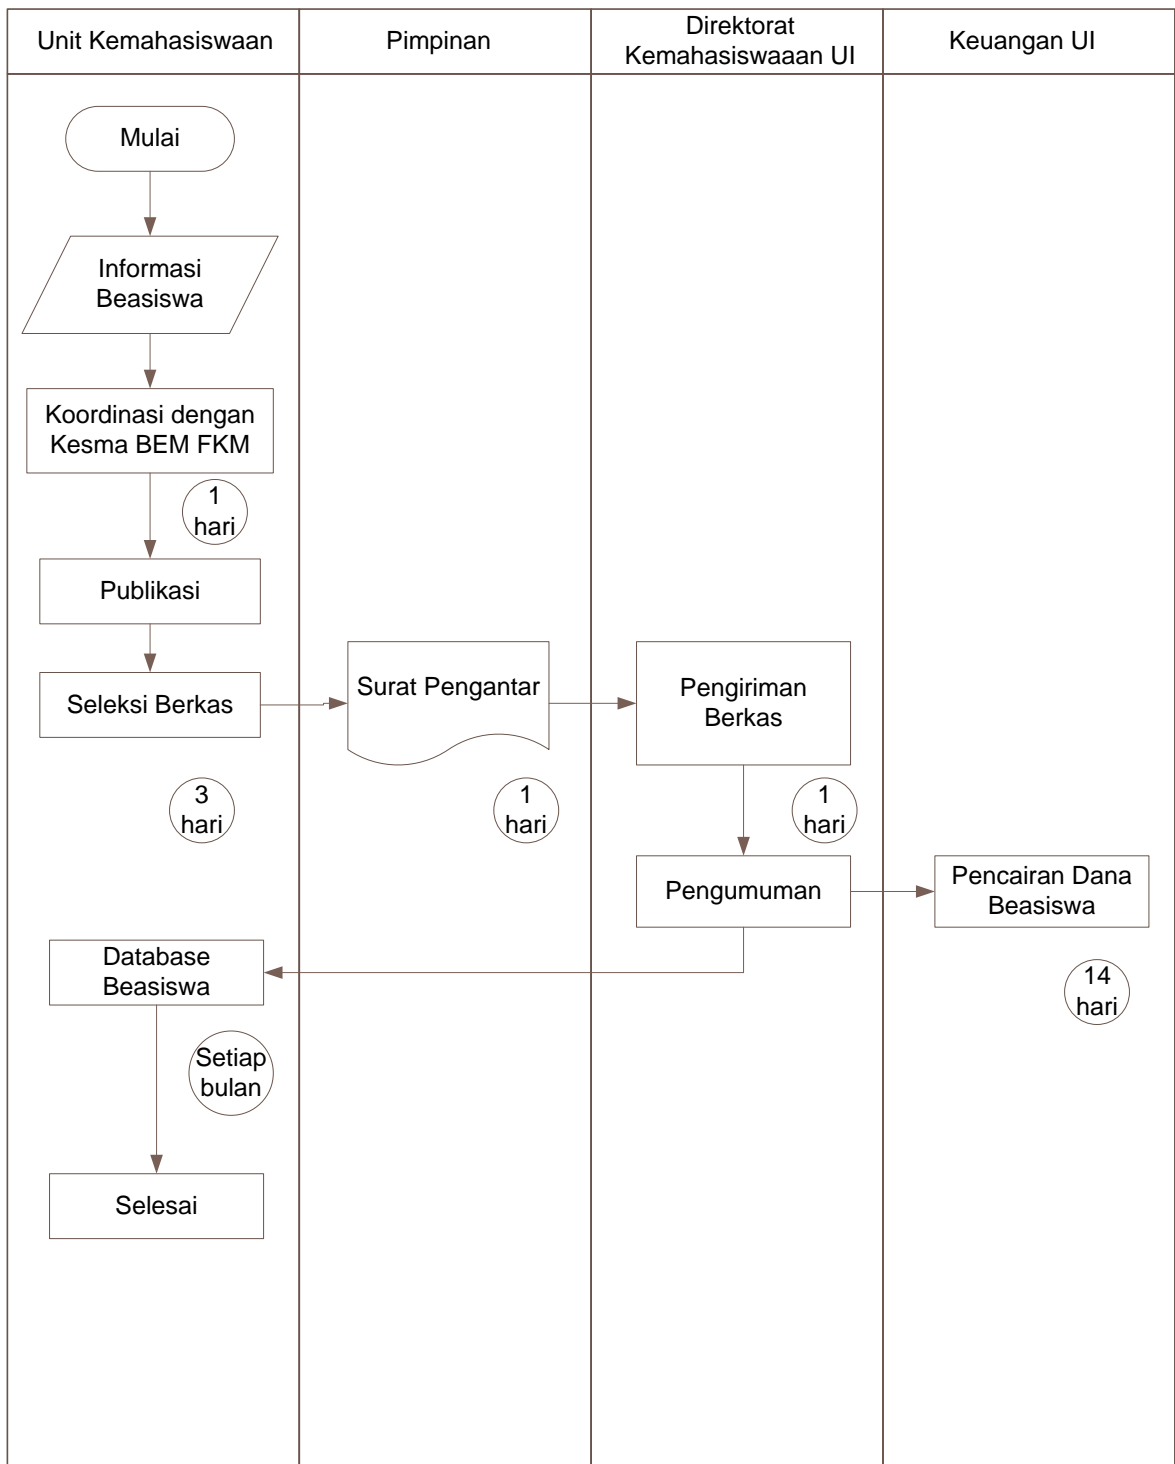 Unit Kemahasiswaan
Pimpinan
Direktorat
Kemahasiswaaan UI
Keuangan UI
Mulai
Informasi
Beasiswa
Koordinasi dengan
Kesma BEM FKM
1
hari
Publikasi
Seleksi Berkas
Surat Pengantar
Pengiriman
Berkas
3
hari
1
hari
1
hari
Pengumuman
Pencairan Dana
Beasiswa
Database
Beasiswa
14
hari
Setiap
bulan
Selesai